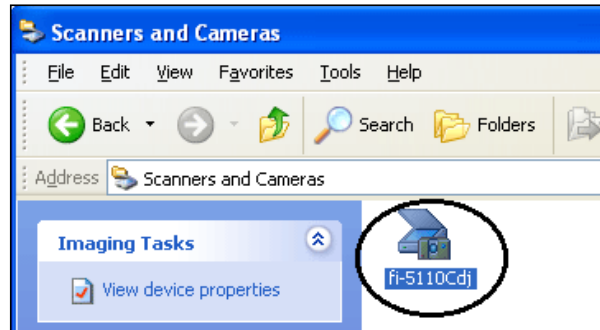 Scanners and Cameras
File Edit View Favorites Tools Help
Back Search Folders
Address Scanners and Cameras
Imaging Tasks
fi-5110Cdj
View device properties